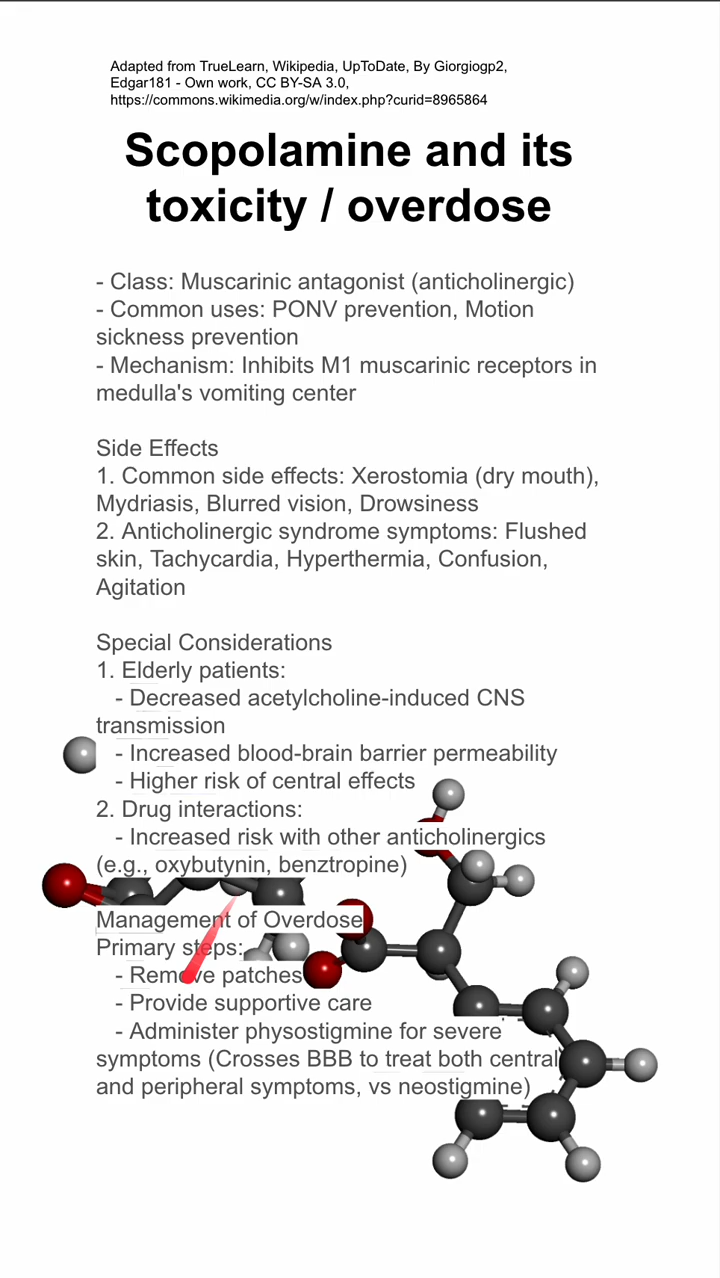 Adapted from TrueLearn, Wikipedia, UpToDate, By Giorgiogp2,
Edgar181 - Own work, CC BY-SA 3.0,
https://commons.wikimedia.org/w/index.php?curid=8965864
Scopolamine and its
toxicity / overdose
- Class: Muscarinic antagonist (anticholinergic)
- Common uses: PONV prevention, Motion
sickness prevention
- Mechanism: Inhibits M1 muscarinic receptors in
medulla's vomiting center
Side Effects
1. Common side effects: Xerostomia (dry mouth),
Mydriasis, Blurred vision, Drowsiness
2. Anticholinergic syndrome symptoms: Flushed
skin, Tachycardia, Hyperthermia, Confusion,
Agitation
Special Considerations
1. Elderly patients:
- Decreased acetylcholine-induced CNS
transmission
- Increased blood-brain barrier permeability
- Higher risk of central effects
2. Drug interactions:
- Increased risk with other anticholinergics
(e.g., oxybutynin, benztropine)
Management of Overdose
Primary steps:
- Remove patches
- Provide supportive care
- Administer physostigmine for severe
symptoms (Crosses BBB to treat both central
and peripheral symptoms, vs neostigmine)